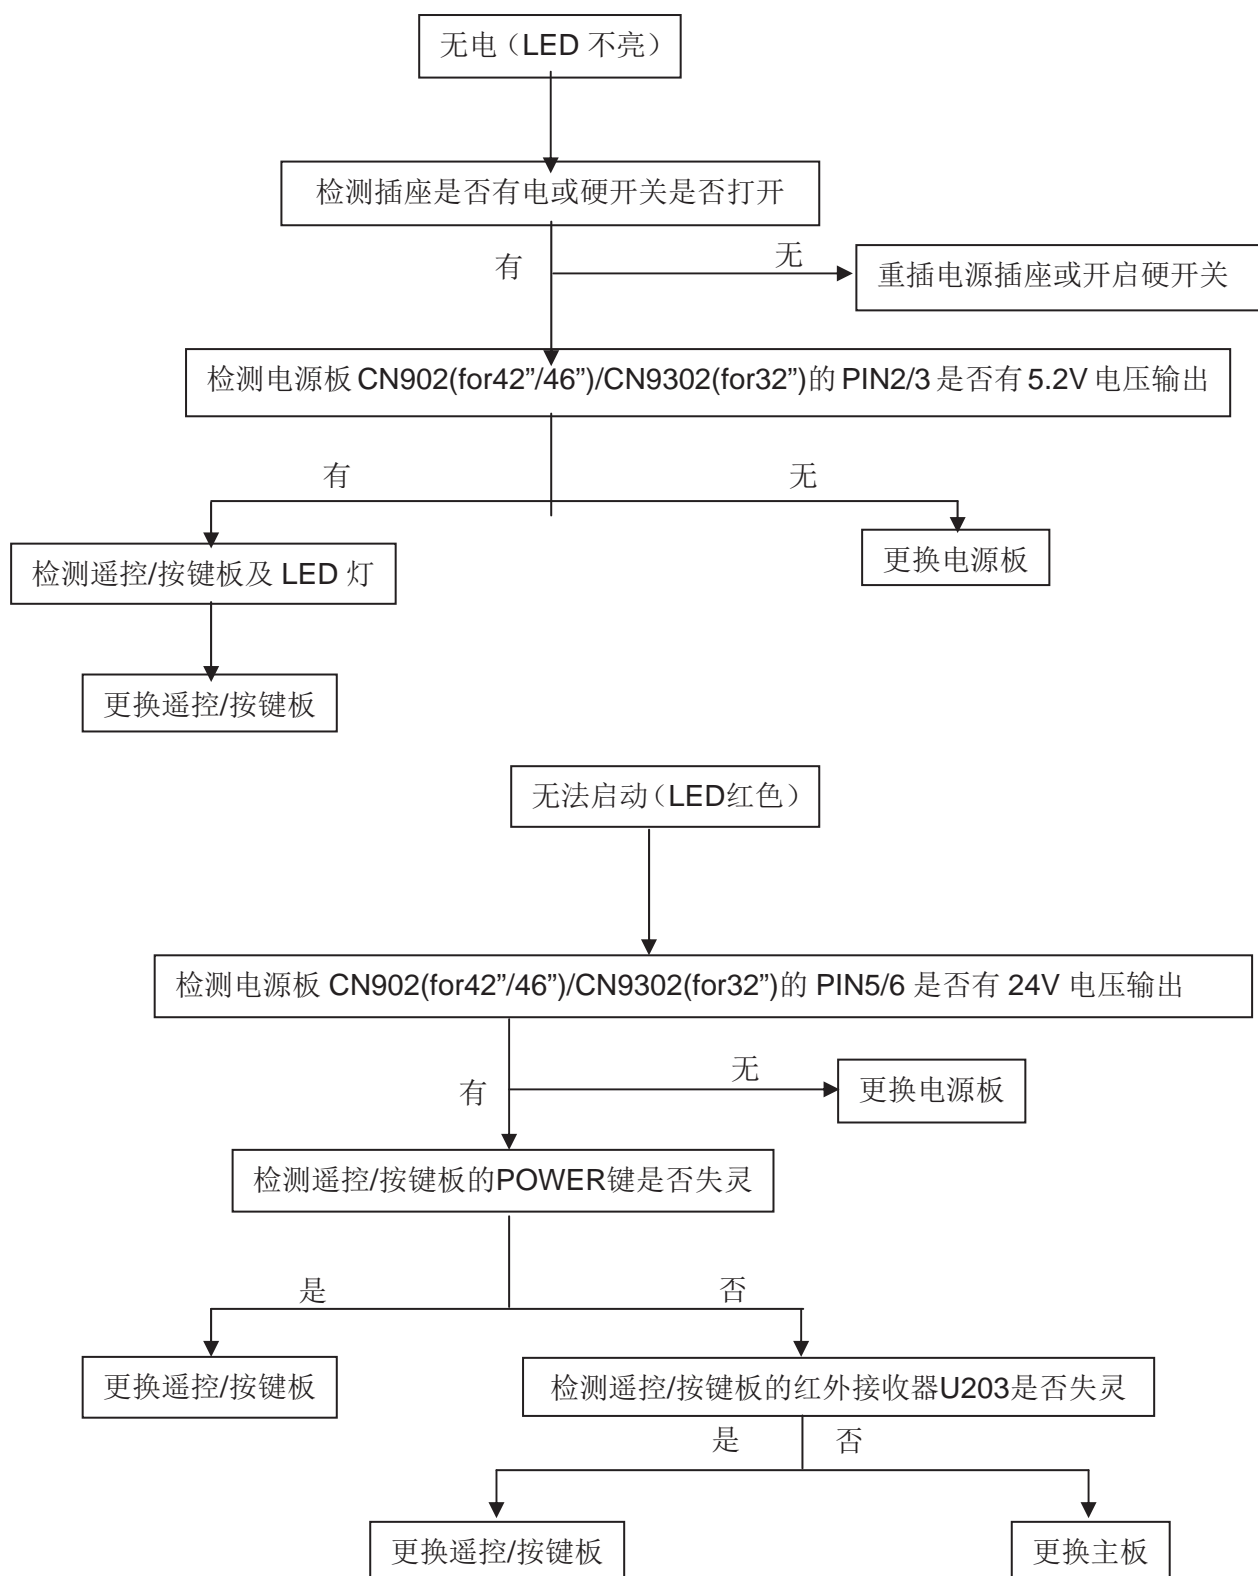 无电（LED 不亮）
检测插座是否有电或硬开关是否打开
有
无
重插电源插座或开启硬开关
检测电源板 CN902(for42”/46”)/CN9302(for32”)的 PIN2/3 是否有 5.2V 电压输出
有
无
检测遥控/按键板及 LED 灯
更换电源板
更换遥控/按键板
无法启动（LED红色）
检测电源板 CN902(for42”/46”)/CN9302(for32”)的 PIN5/6 是否有 24V 电压输出
有
无
更换电源板
检测遥控/按键板的POWER键是否失灵
是
否
更换遥控/按键板
检测遥控/按键板的红外接收器U203是否失灵
是
否
更换遥控/按键板
更换主板